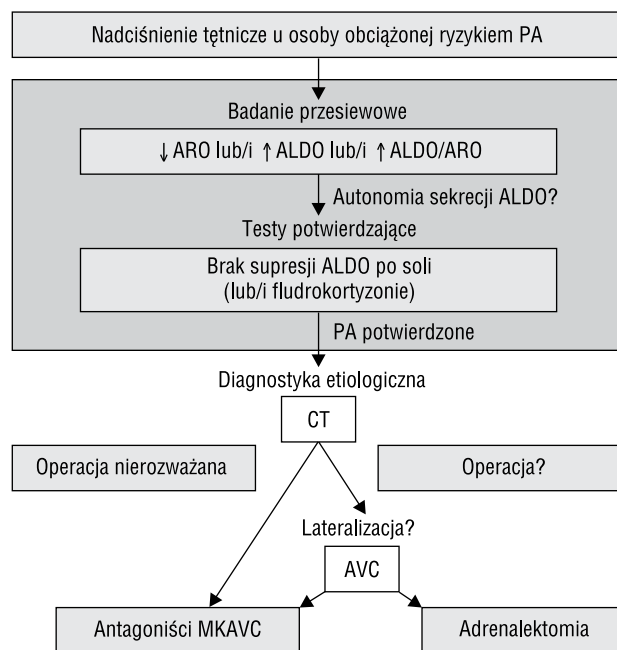 Nadciśnienie tętnicze u osoby obciążonej ryzykiem PA
Badanie przesiewowe
↓ ARO lub/i ↑ ALDO lub/i ↑ ALDO/ARO
Autonomia sekrecji ALDO?
Testy potwierdzające
Brak supresji ALDO po soli
(lub/i fludrokortyzonie)
PA potwierdzone
Diagnostyka etiologiczna
CT
Operacja nierozważana
Operacja?
Lateralizacja?
AVC
Antagoniści MKAVC
Adrenalektomia